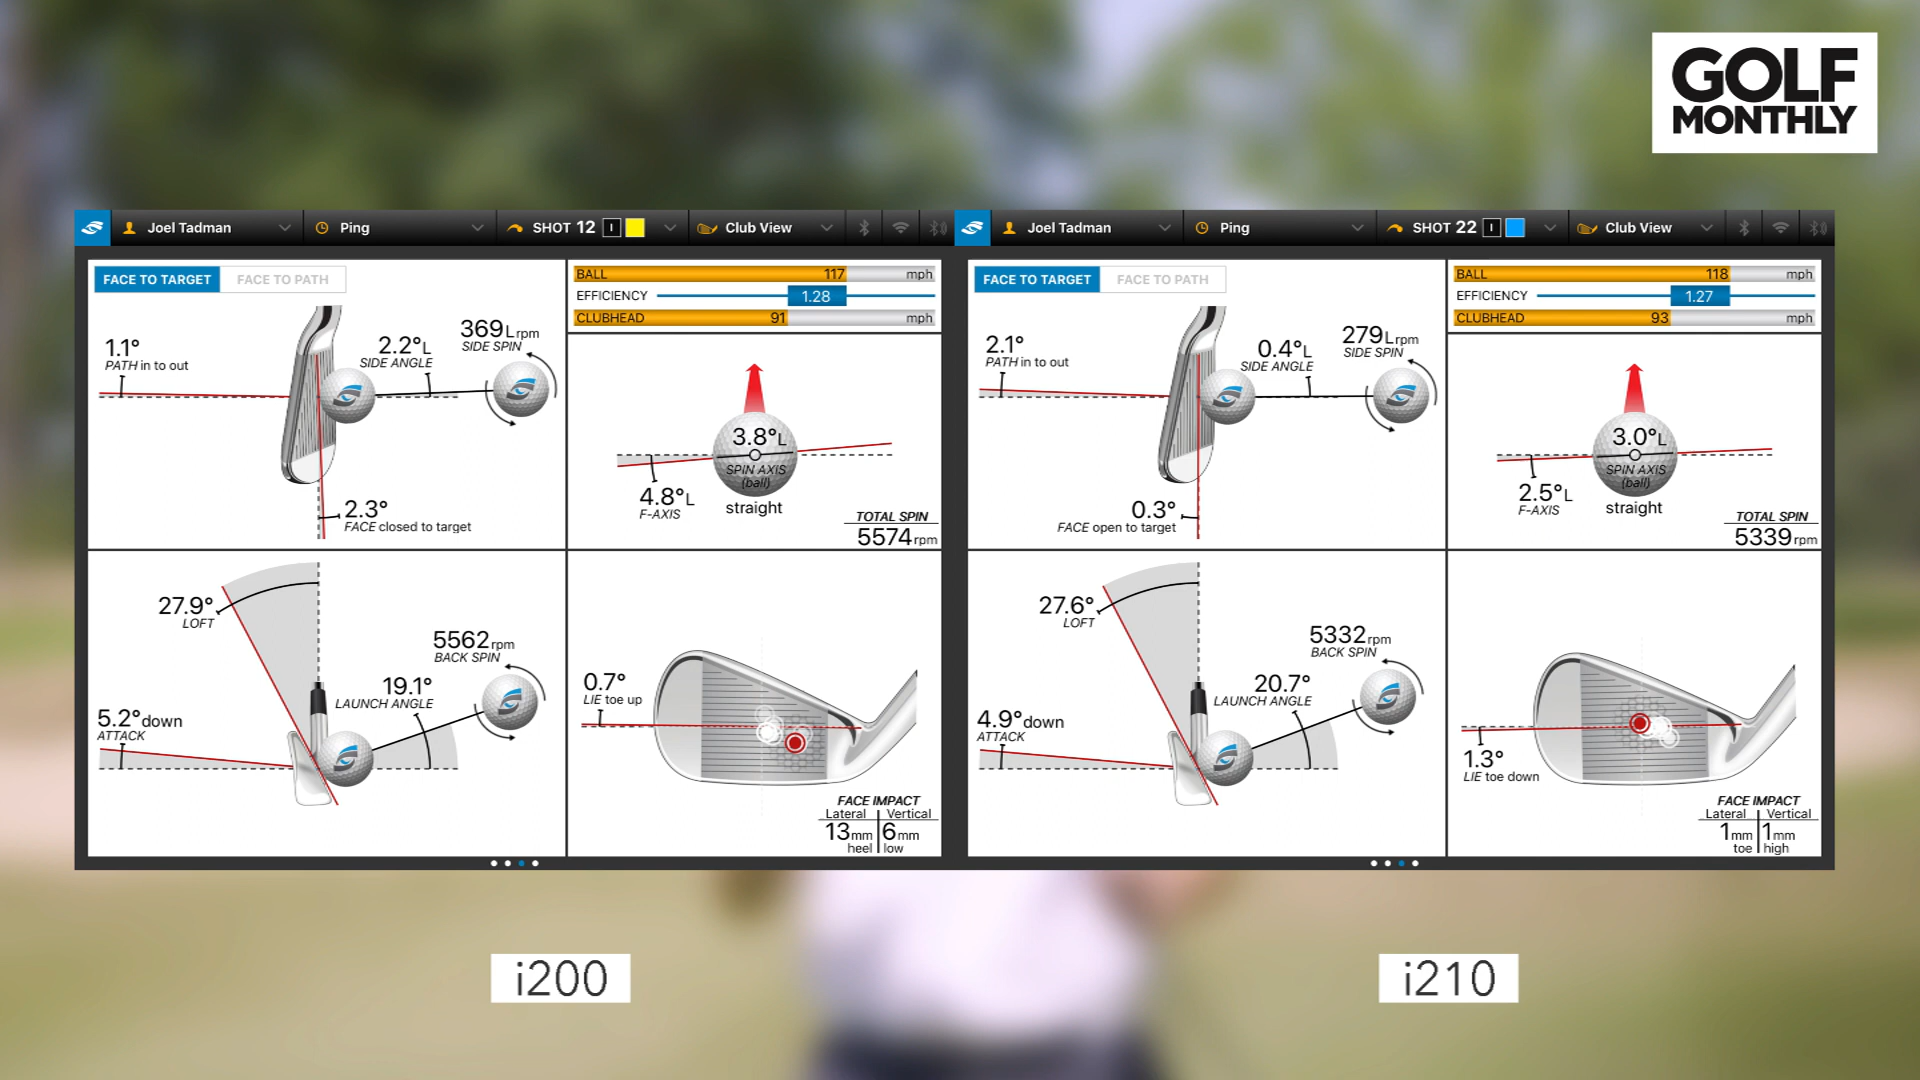 GOLF
MONTHLY
Joel Tadman Ping SHOT 12 I Club View
FACE TO TARGET FACE TO PATH
BALL 117 mph
EFFICIENCY 1.28
CLUBHEAD 91 mph
1.1°
PATH in to out
2.2°L
SIDE ANGLE
369L rpm
SIDE SPIN
2.3°
FACE closed to target
3.8°L
SPIN AXIS
(ball)
straight
4.8°L
F-AXIS
TOTAL SPIN
5574 rpm
27.9°
LOFT
5562 rpm
BACK SPIN
19.1°
LAUNCH ANGLE
5.2° down
ATTACK
0.7°
LIE toe up
FACE IMPACT
Lateral Vertical
13mm 6mm
heel low
Joel Tadman Ping SHOT 22 I Club View
FACE TO TARGET FACE TO PATH
BALL 118 mph
EFFICIENCY 1.27
CLUBHEAD 93 mph
2.1°
PATH in to out
0.4°L
SIDE ANGLE
279L rpm
SIDE SPIN
0.3°
FACE open to target
3.0°L
SPIN AXIS
(ball)
straight
2.5°L
F-AXIS
TOTAL SPIN
5339 rpm
27.6°
LOFT
5332 rpm
BACK SPIN
20.7°
LAUNCH ANGLE
4.9° down
ATTACK
1.3°
LIE toe down
FACE IMPACT
Lateral Vertical
1mm 1mm
toe high
i200
i210